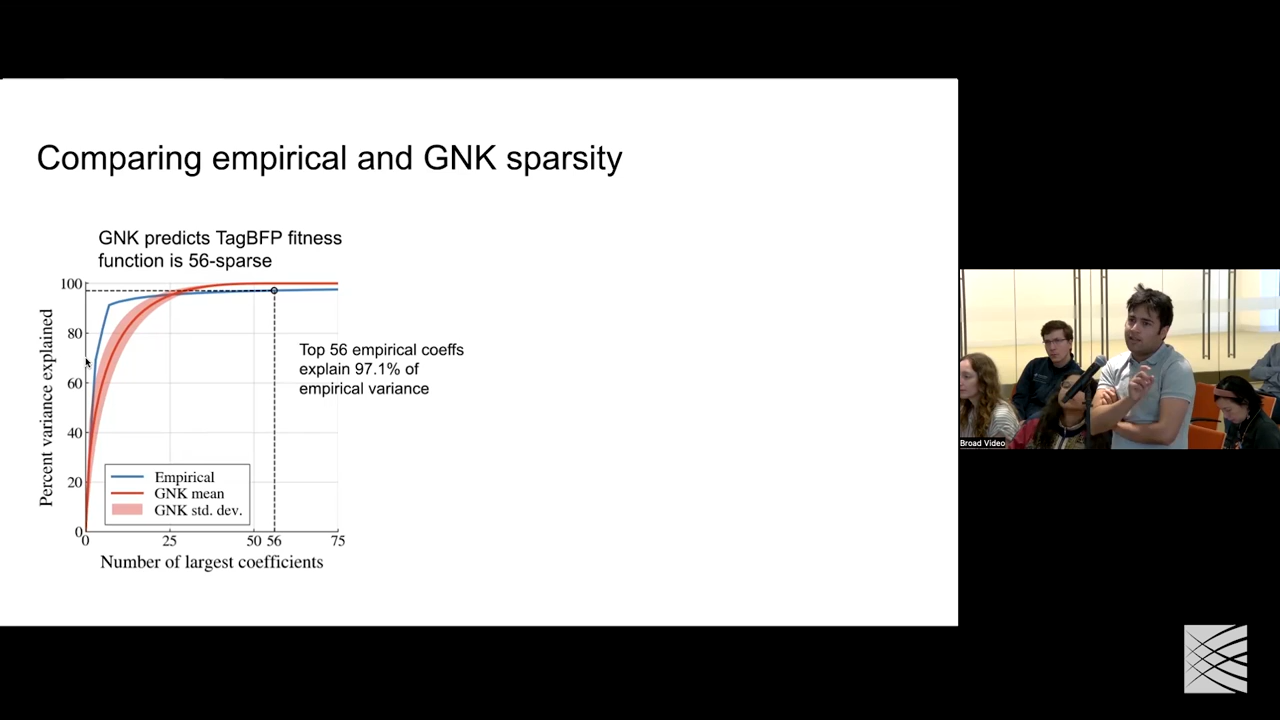 Comparing empirical and GNK sparsity
GNK predicts TagBFP fitness
function is 56-sparse
100
80
60
40
20
0
Percent variance explained
Top 56 empirical coeffs
explain 97.1% of
empirical variance
Empirical
GNK mean
GNK std. dev.
0 25 50 56 75
Number of largest coefficients
Broad Video